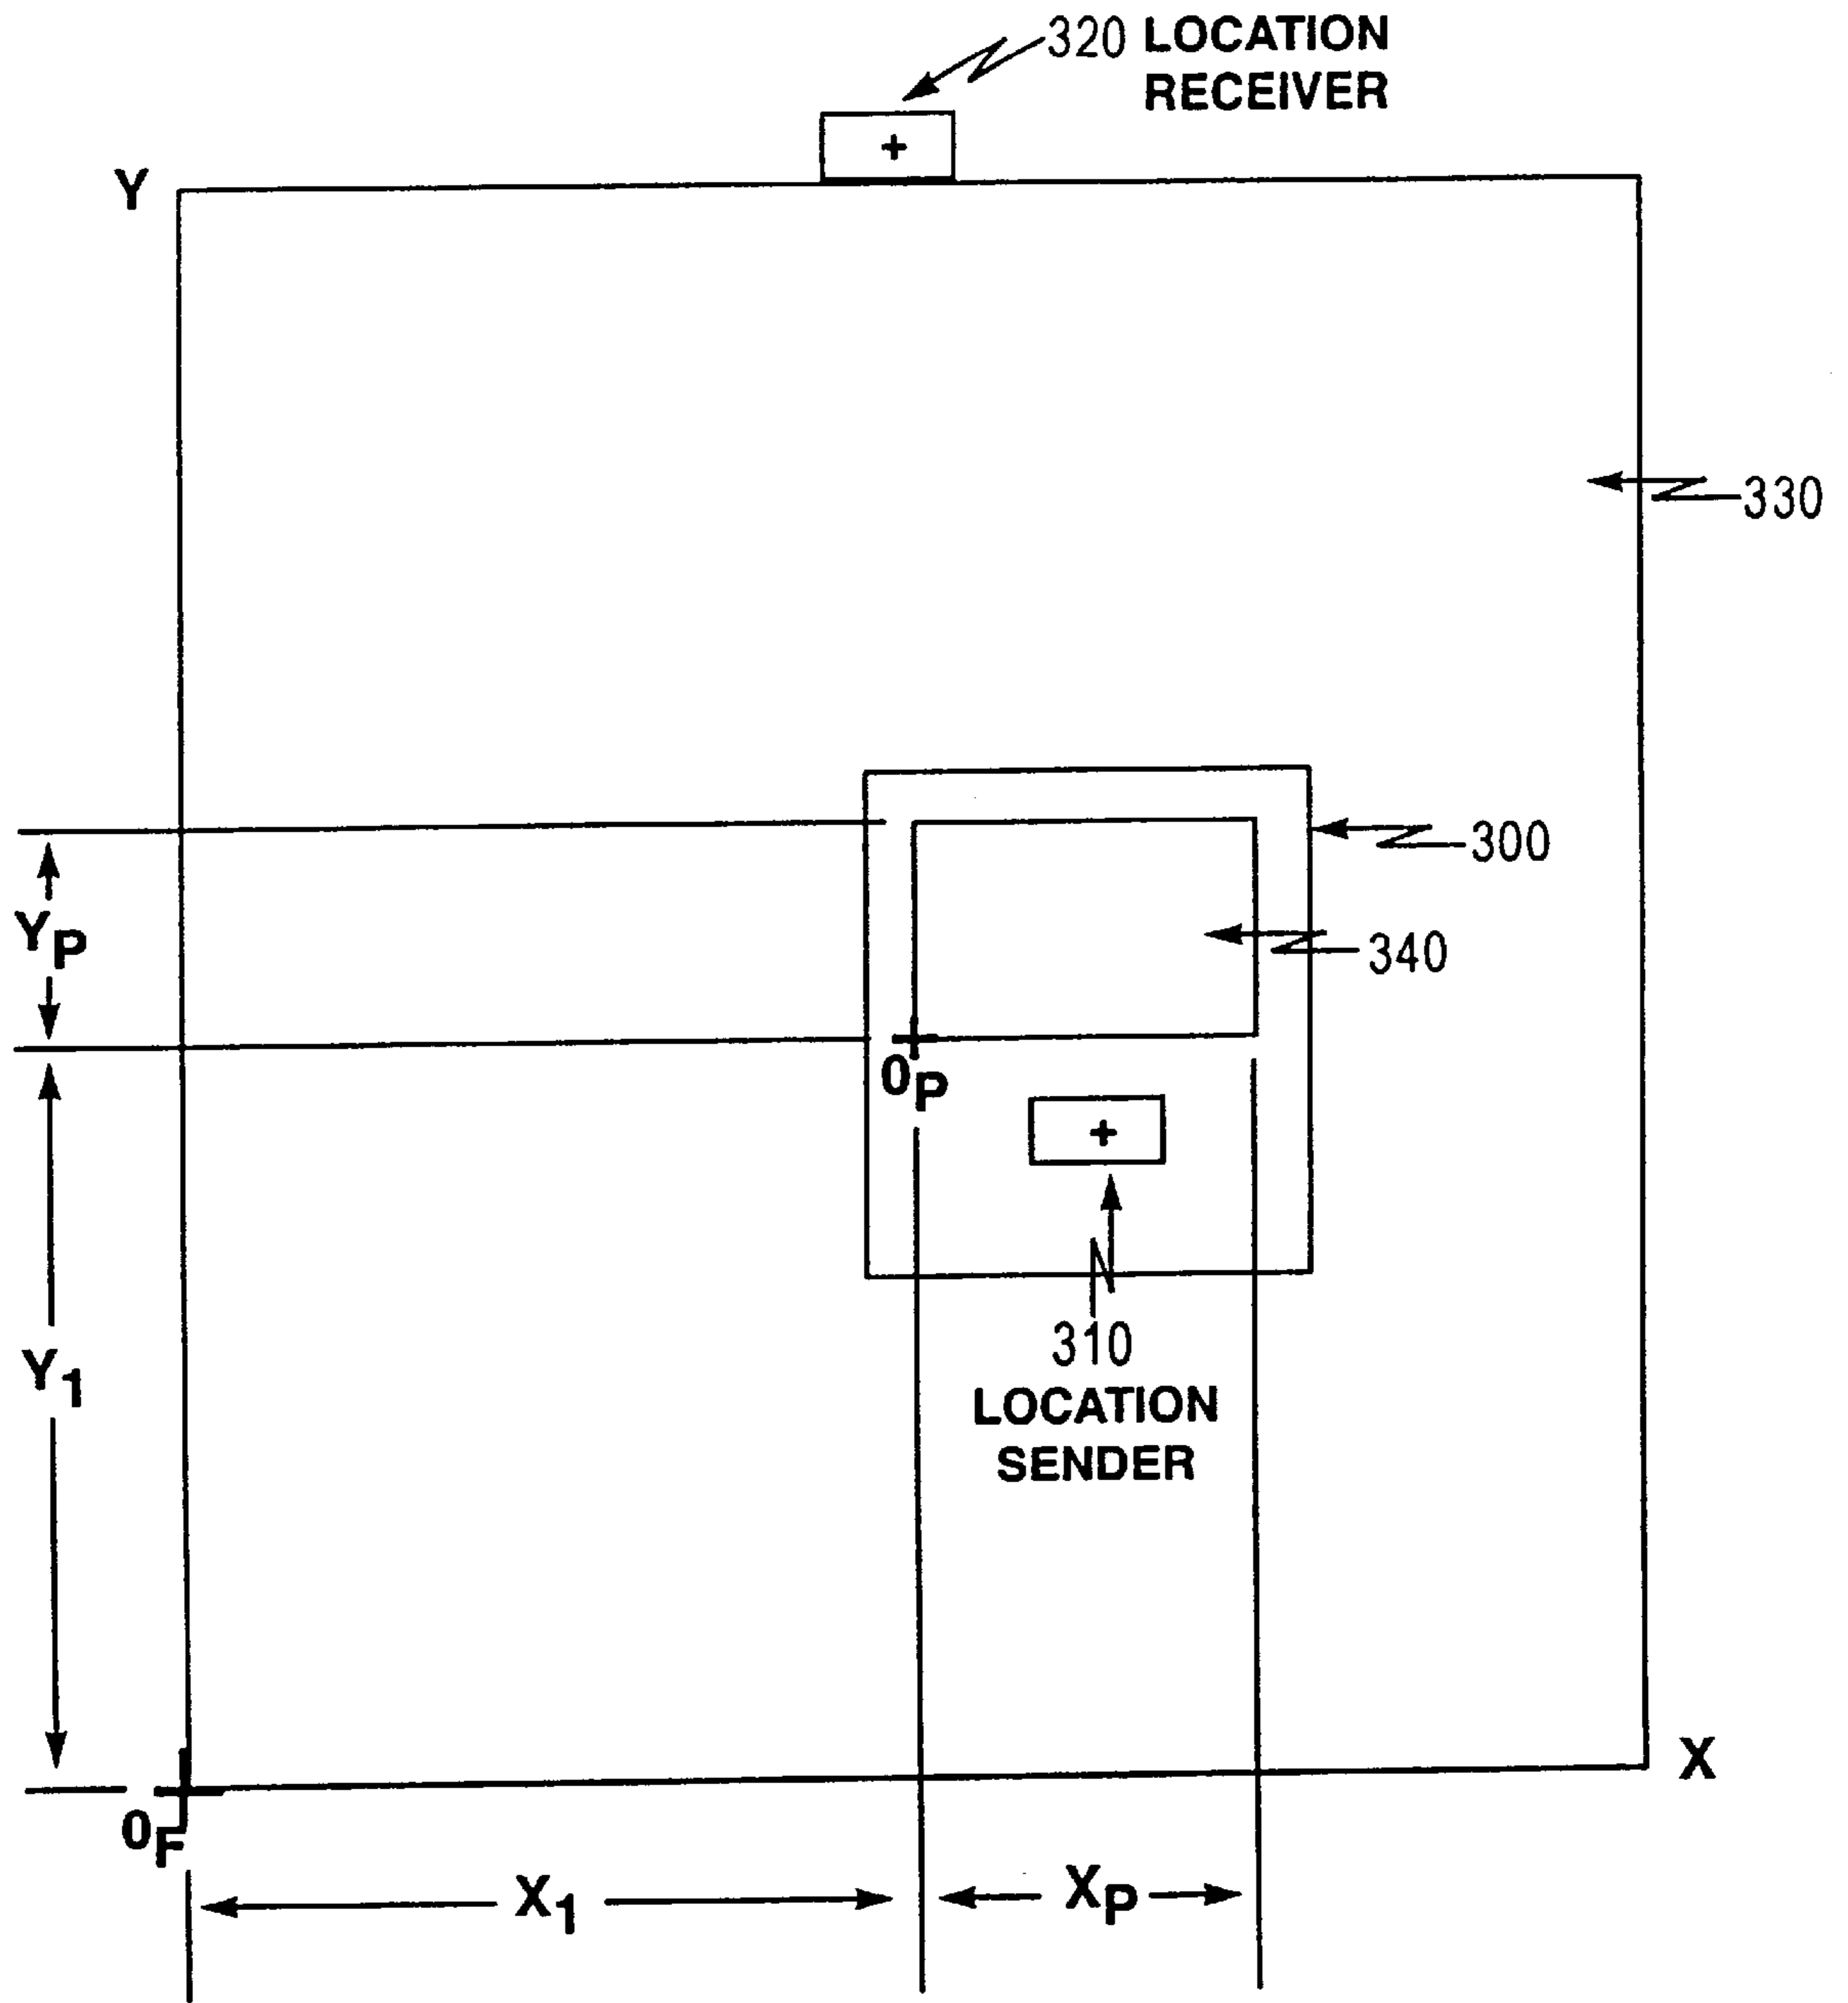 320 LOCATION
RECEIVER
Y
330
300
YP
340
0P
310
LOCATION
SENDER
Y1
X
0F
X1
XP